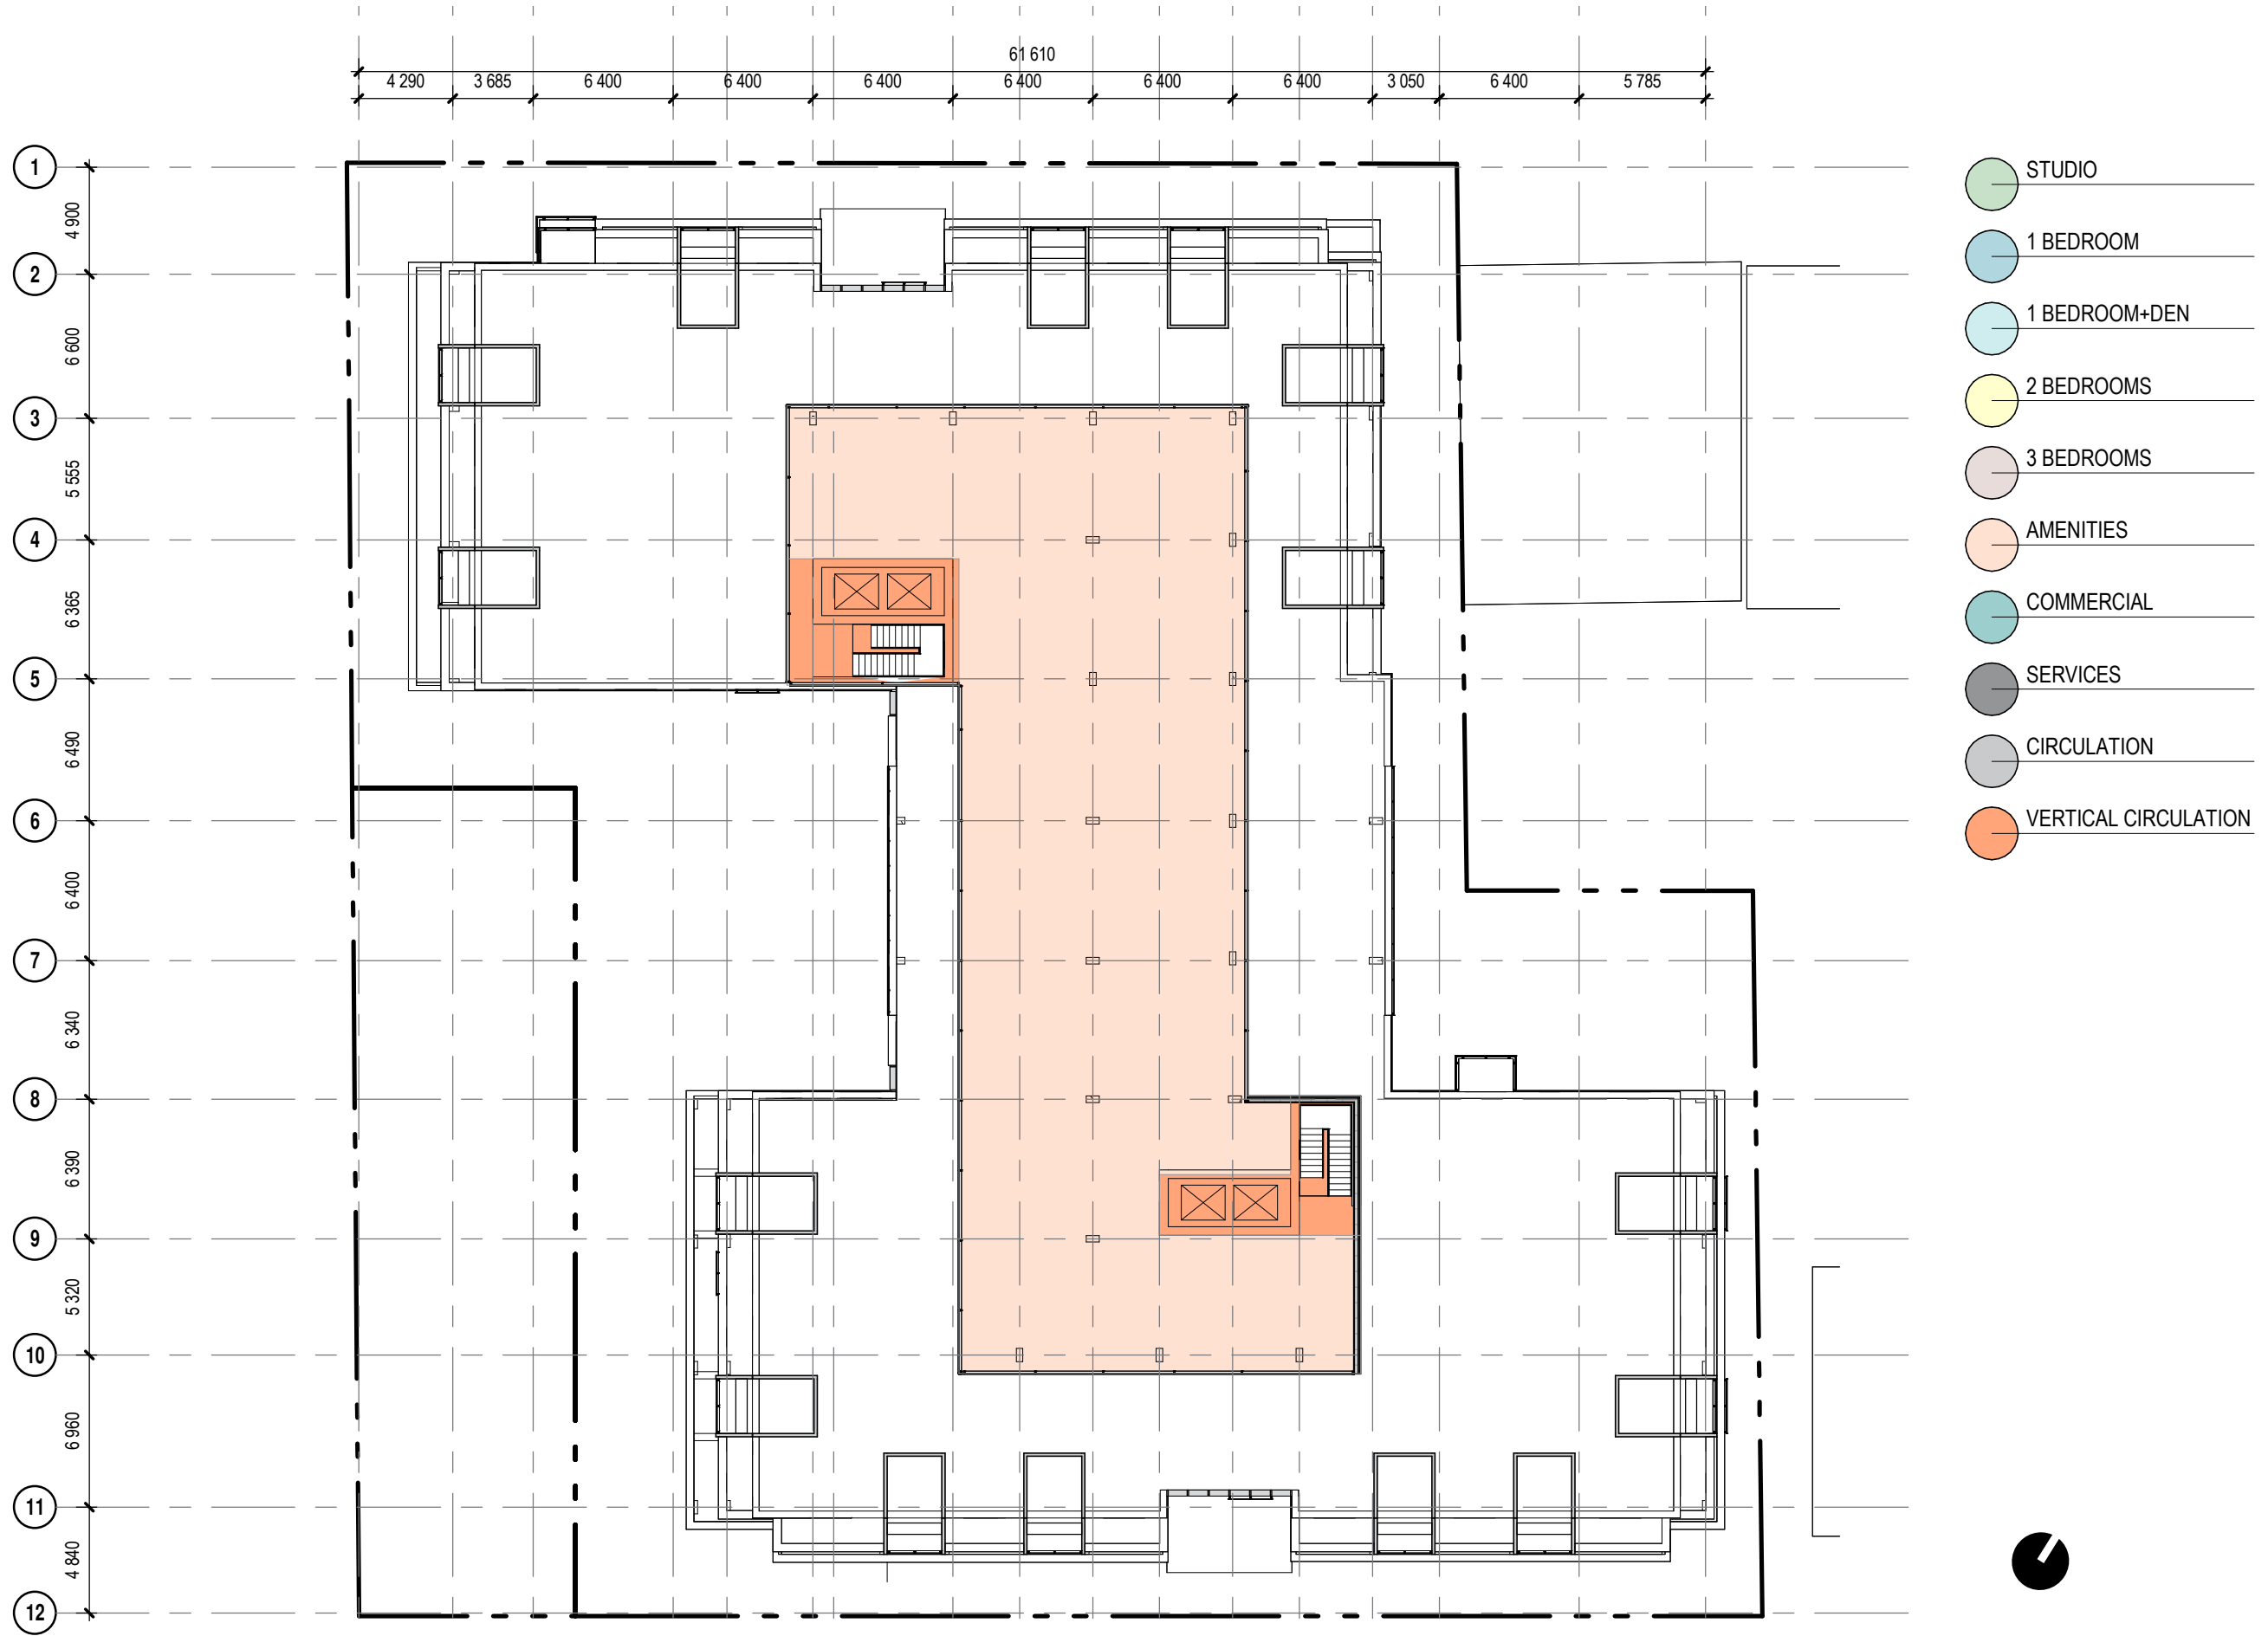 61 610
4 290 3 685 6 400 6 400 6 400 6 400 6 400 6 400 3 050 6 400 5 785
1
4 900
2
6 600
3
5 555
4
6 365
5
6 490
6
6 400
7
6 340
8
6 390
9
5 320
10
6 960
11
4 840
12
STUDIO
1 BEDROOM
1 BEDROOM+DEN
2 BEDROOMS
3 BEDROOMS
AMENITIES
COMMERCIAL
SERVICES
CIRCULATION
VERTICAL CIRCULATION